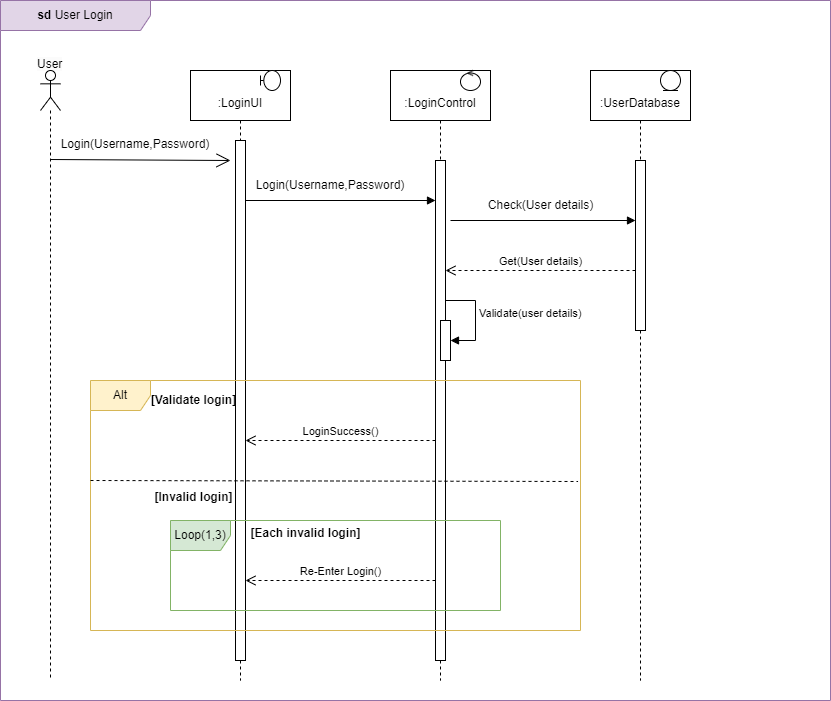 sd User Login
User
:LoginUI
:LoginControl
:UserDatabase
Login(Username,Password)
Login(Username,Password)
Check(User details)
Get(User details)
Validate(user details)
Alt
[Validate login]
LoginSuccess()
[Invalid login]
Loop(1,3)
[Each invalid login]
Re-Enter Login()